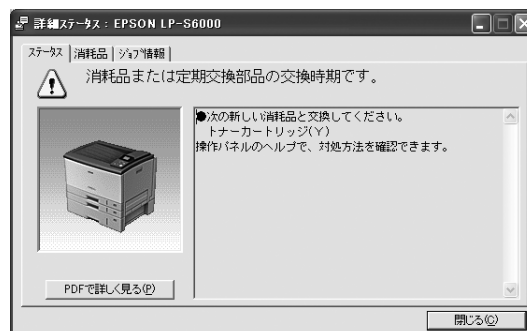 詳細ステータス : EPSON LP-S6000
ステータス 消耗品 ジョブ情報
消耗品または定期交換部品の交換時期です。
●次の新しい消耗品と交換してください。
トナーカートリッジ(Y)
操作パネルのヘルプで、対処方法を確認できます。
PDFで詳しく見る(P)
閉じる(C)